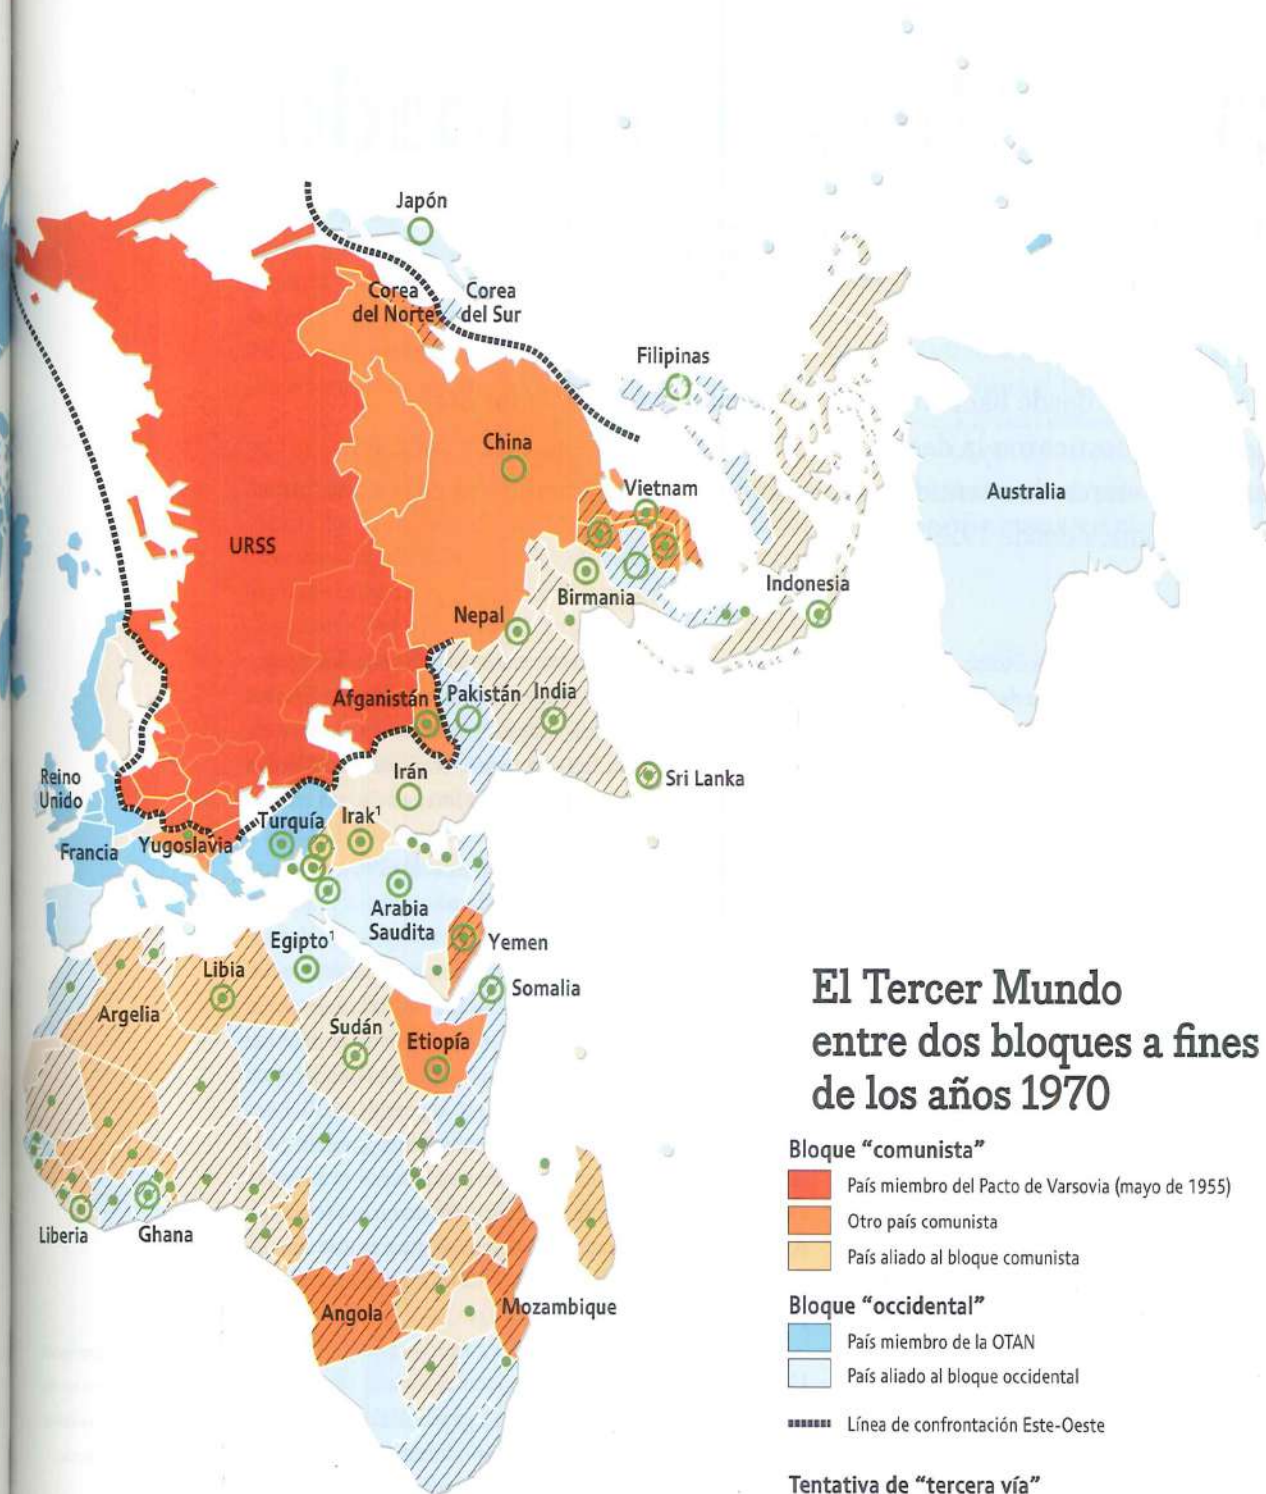 Japón
Corea
del Norte
Corea
del Sur
Filipinas
China
Vietnam
Australia
URSS
Indonesia
Birmania
Nepal
Afganistán
Pakistán
India
Sri Lanka
Irán
Reino
Unido
Turquía
Irak¹
Francia
Yugoslavia
Arabia
Saudita
Egipto¹
Yemen
Libia
Somalia
Argelia
Sudán
Etiopía
Liberia
Ghana
Angola
Mozambique
El Tercer Mundo
entre dos bloques a fines
de los años 1970
Bloque “comunista”
País miembro del Pacto de Varsovia (mayo de 1955)
Otro país comunista
País aliado al bloque comunista
Bloque “occidental”
País miembro de la OTAN
País aliado al bloque occidental
Línea de confrontación Este-Oeste
Tentativa de “tercera vía”